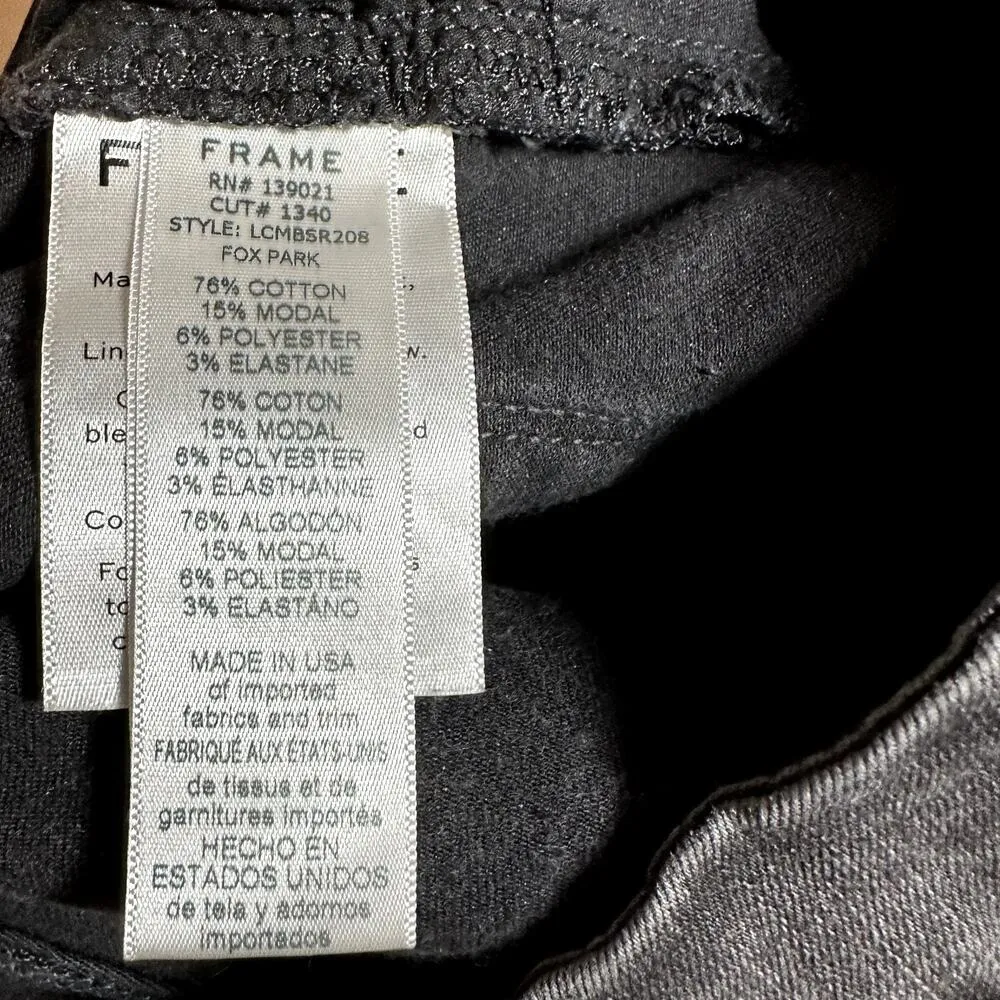 FRAME
RN# 139021
CUT# 1340
STYLE: LCMBSR208
FOX PARK
76% COTTON
15% MODAL
6% POLYESTER
3% ELASTANE
76% COTON
15% MODAL
6% POLYESTER
3% ÉLASTHANNE
76% ALGODÓN
15% MODAL
6% POLIESTER
3% ELASTÁNO
MADE IN USA
of imported
fabrics and trim
FABRIQUÉ AUX ETATS-UNIS
de tissus et de
garnitures importés
HECHO EN
ESTADOS UNIDOS
de tela y adornos
importados